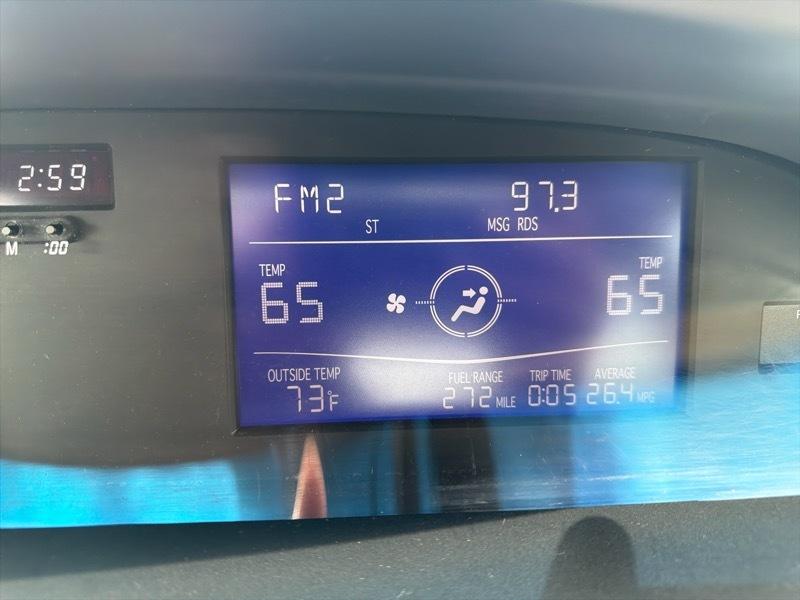 2:59
M :00
FM2 97.3
ST MSG RDS
TEMP TEMP
65 65
OUTSIDE TEMP FUEL RANGE TRIP TIME AVERAGE
73°F 272 MILE 0:05 26.4 MPG